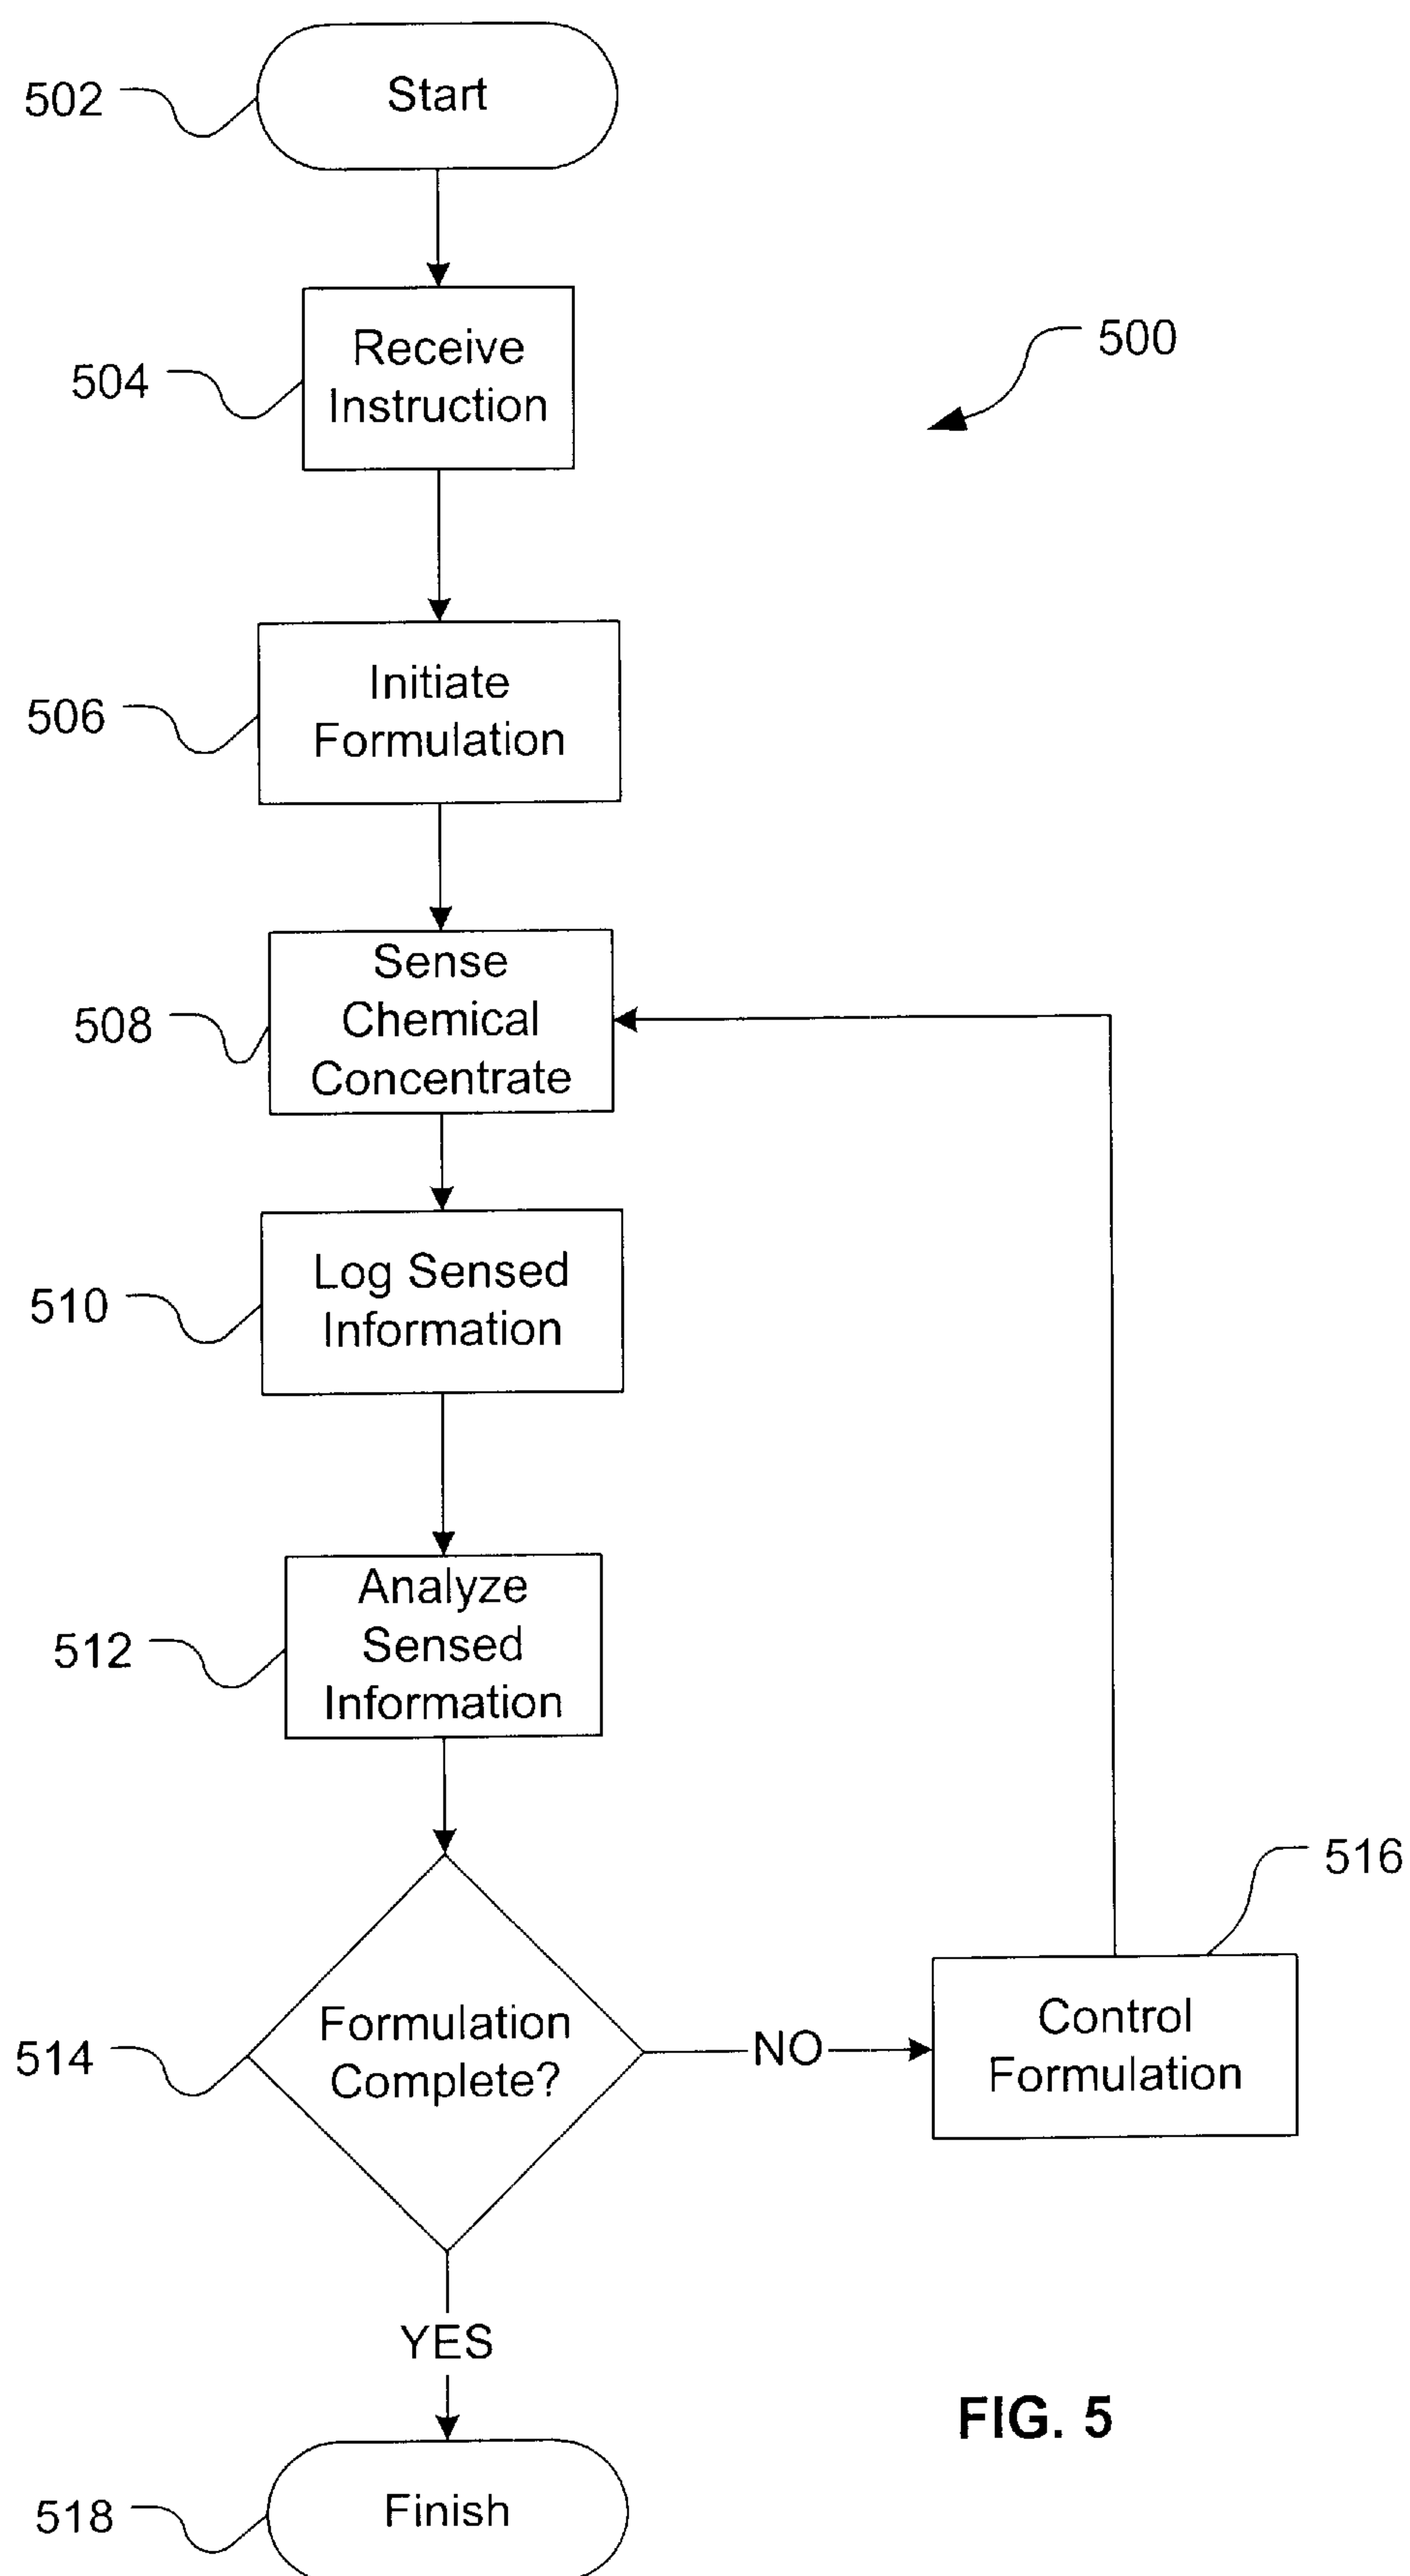 502
Start
500
504
Receive
Instruction
506
Initiate
Formulation
508
Sense
Chemical
Concentrate
510
Log Sensed
Information
512
Analyze
Sensed
Information
516
514
Formulation
Complete?
NO
Control
Formulation
YES
FIG. 5
518
Finish